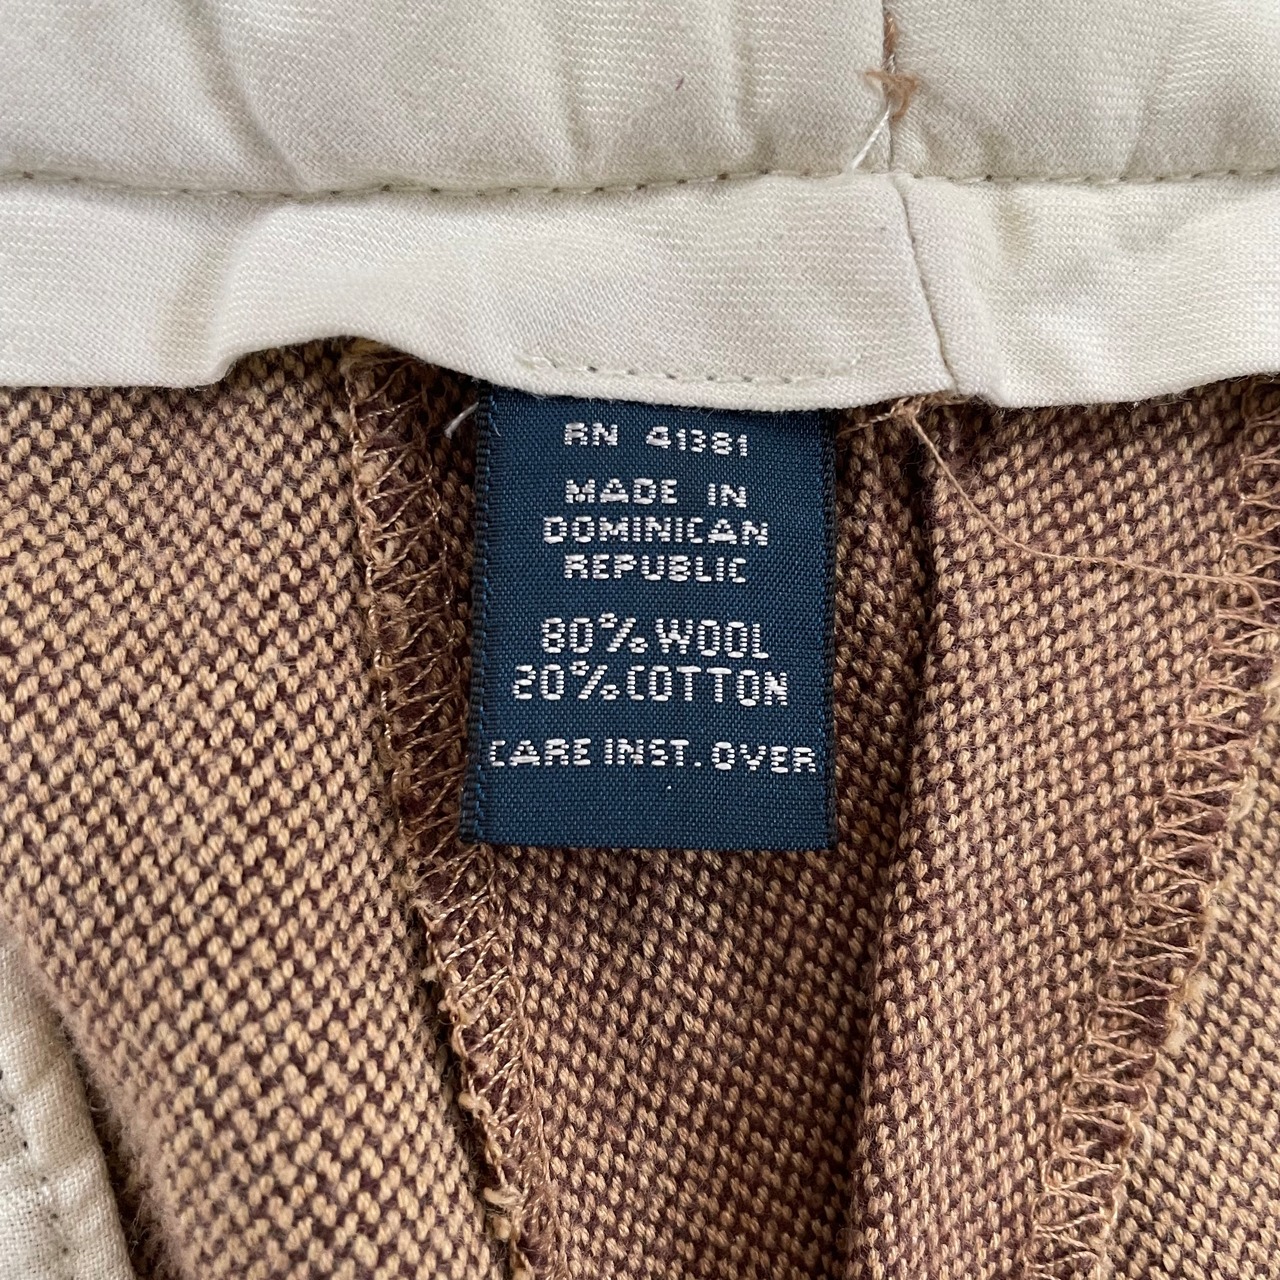 RN 41381
MADE IN
DOMINICAN
REPUBLIC
80% WOOL
20% COTTON
CARE INST. OVER